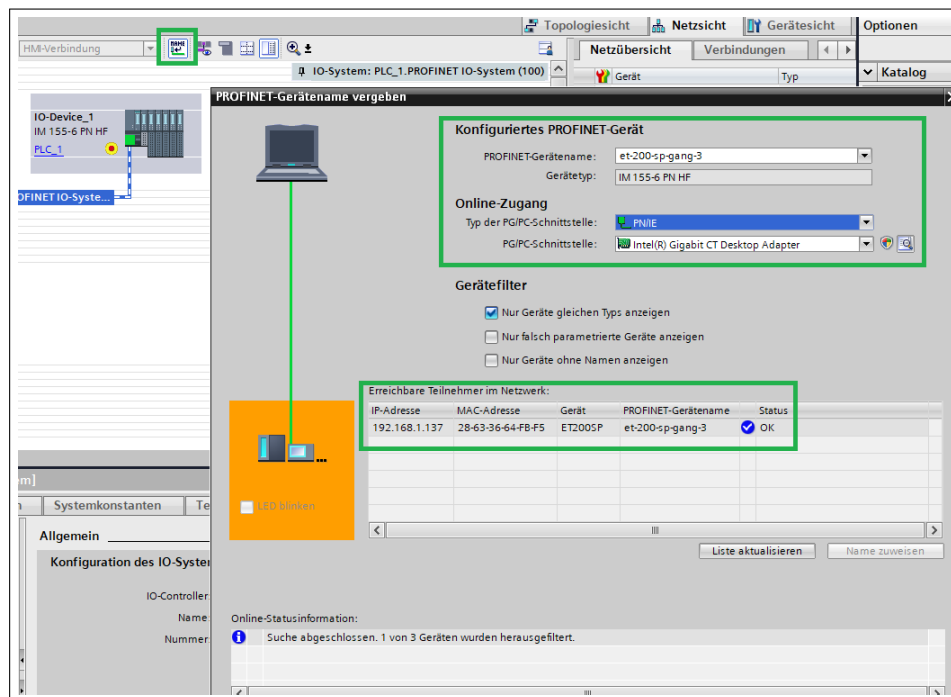 Topologiesicht Netzsicht Gerätesicht Optionen
HMI-Verbindung NAME Netzübersicht Verbindungen
IO-System: PLC_1.PROFINET IO-System (100) Gerät Typ Katalog
PROFINET-Gerätename vergeben
IO-Device_1
IM 155-6 PN HF
PLC_1
OFINET IO-Syste...
Konfiguriertes PROFINET-Gerät
PROFINET-Gerätename: et-200-sp-gang-3
Gerätetyp: IM 155-6 PN HF
Online-Zugang
Typ der PG/PC-Schnittstelle: PN/IE
PG/PC-Schnittstelle: Intel(R) Gigabit CT Desktop Adapter
Gerätefilter
Nur Geräte gleichen Typs anzeigen
Nur falsch parametrierte Geräte anzeigen
Nur Geräte ohne Namen anzeigen
Erreichbare Teilnehmer im Netzwerk:
IP-Adresse MAC-Adresse Gerät PROFINET-Gerätename Status
192.168.1.137 28-63-36-64-FB-F5 ET200SP et-200-sp-gang-3 OK
...
LED blinken
m]
n Systemkonstanten Te
Allgemein
Konfiguration des IO-System
IO-Controller:
Name:
Nummer
Liste aktualisieren Name zuweisen
Online-Statusinformation:
Suche abgeschlossen. 1 von 3 Geräten wurden herausgefiltert.